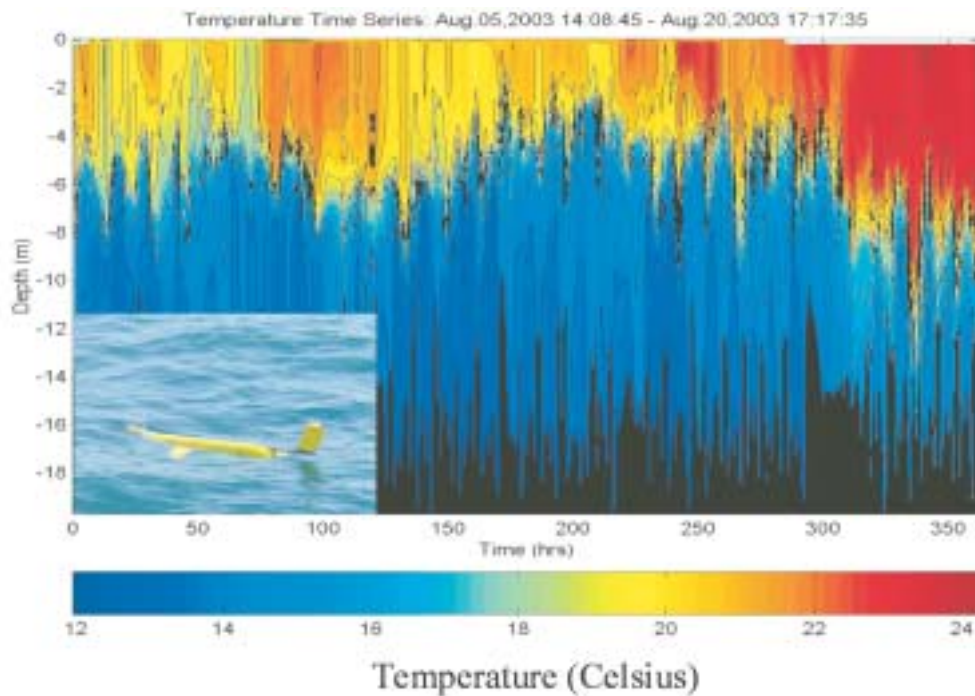 Temperature Time Series: Aug.05,2003 14:08:45 - Aug.20,2003 17:17:35
0
-2
-4
-6
-8
-10
-12
-14
-16
-18
Depth (m)
0 50 100 150 200 250 300 350
Time (hrs)
12 14 16 18 20 22 24
Temperature (Celsius)